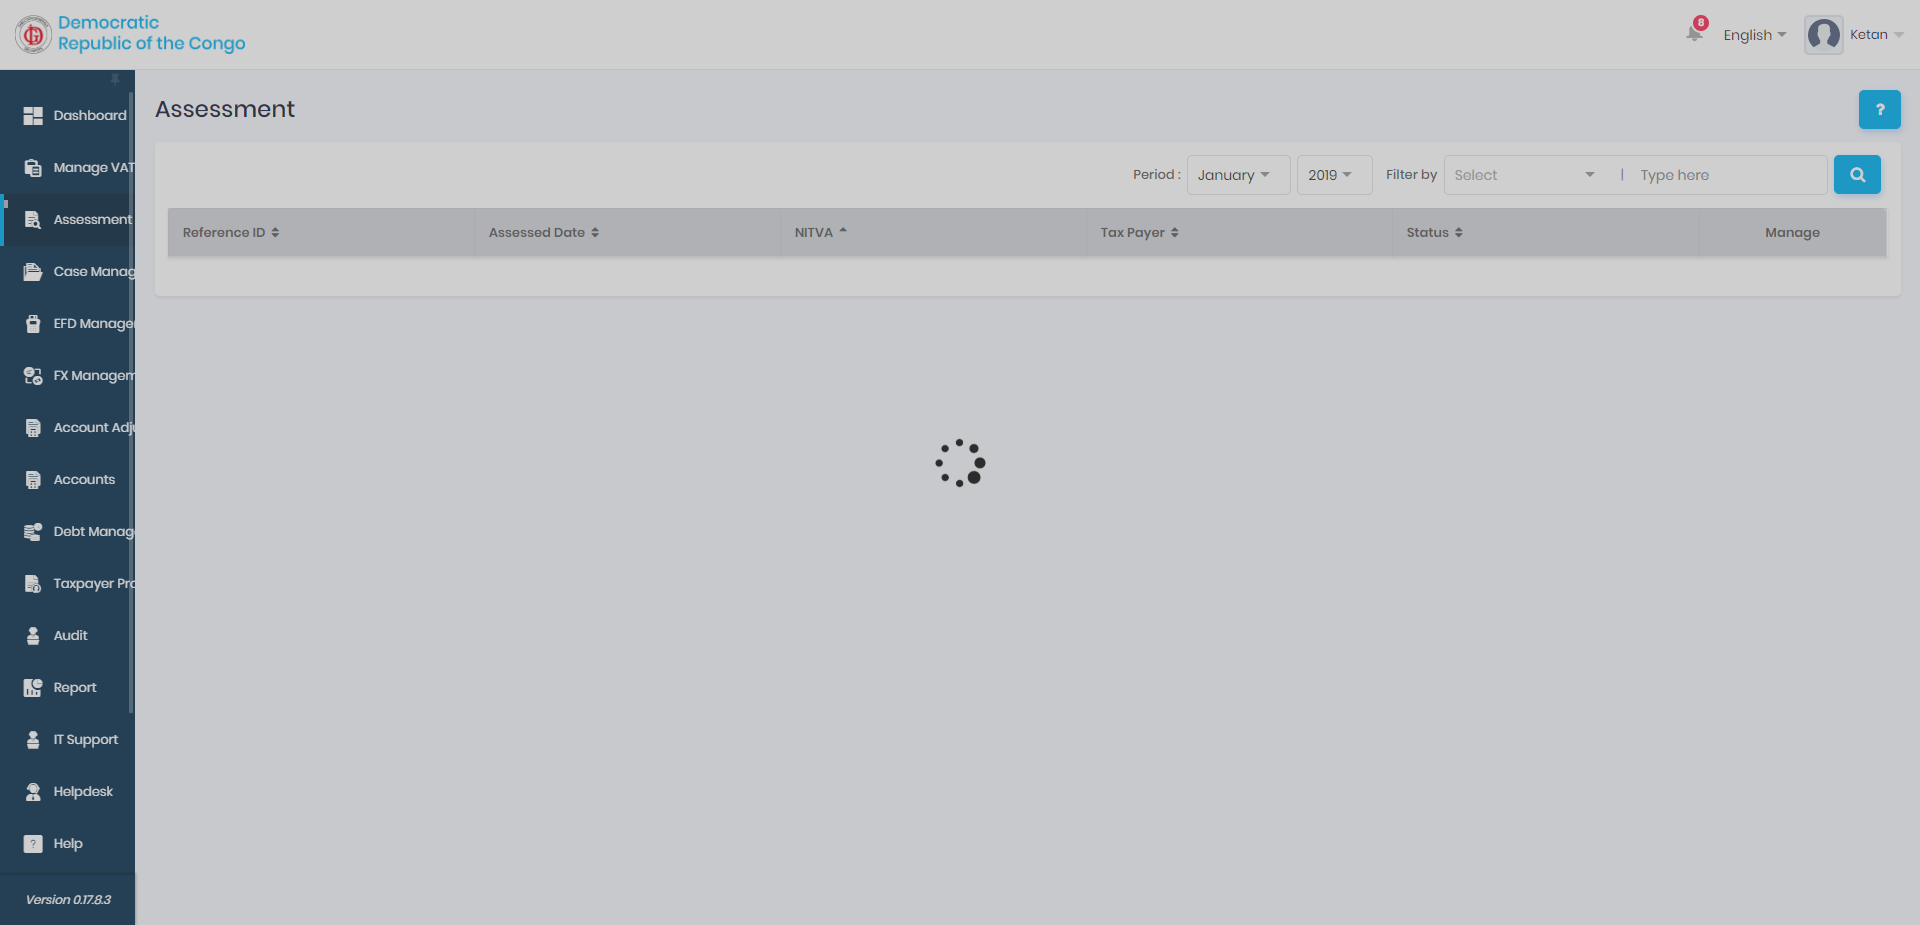 Democratic
Republic of the Congo
8
English
Ketan
Dashboard
Manage VAT
Assessment
Case Manag
EFD Manage
FX Managem
Account Adju
Accounts
Debt Manag
Taxpayer Pro
Audit
Report
IT Support
Helpdesk
? Help
Version 0.17.8.3
Assessment
?
Period : January 2019 Filter by Select | Type here
Reference ID Assessed Date NITVA Tax Payer Status Manage